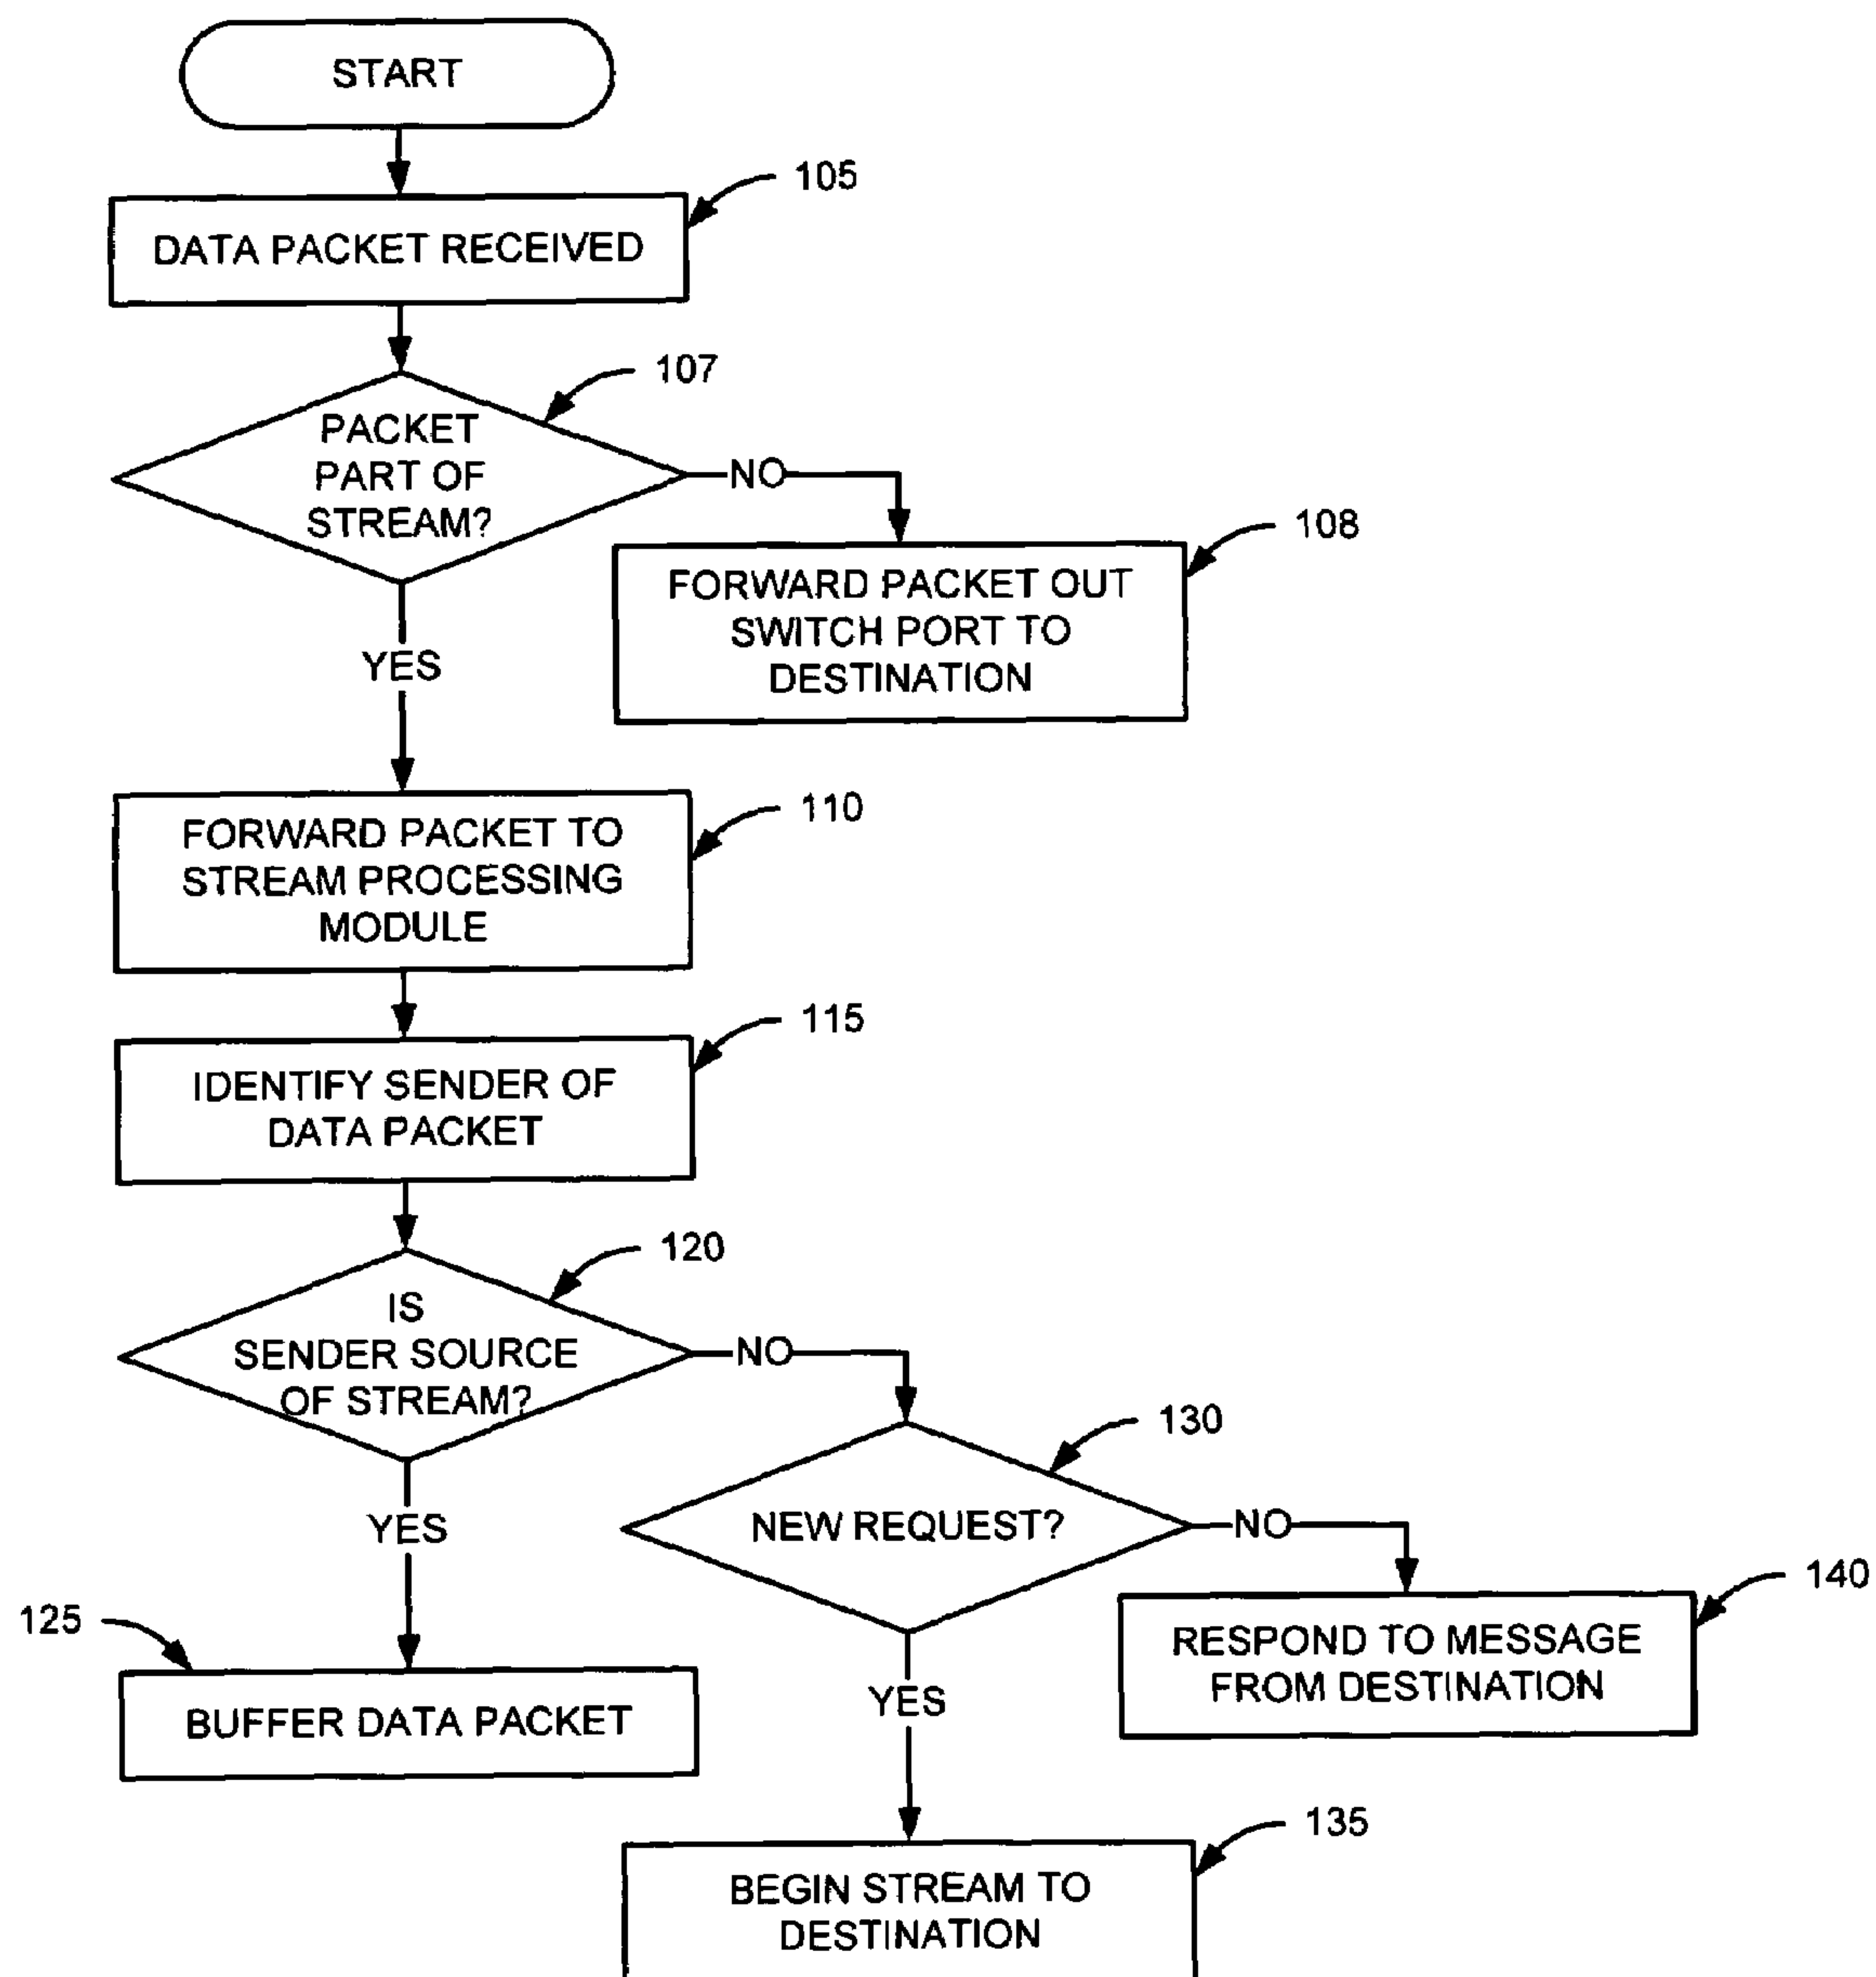 START
105
DATA PACKET RECEIVED
107
PACKET
PART OF
STREAM?
NO
108
FORWARD PACKET OUT
SWITCH PORT TO
DESTINATION
YES
110
FORWARD PACKET TO
STREAM PROCESSING
MODULE
115
IDENTIFY SENDER OF
DATA PACKET
120
IS
SENDER SOURCE
OF STREAM?
NO
130
NEW REQUEST?
NO
YES
140
125
RESPOND TO MESSAGE
FROM DESTINATION
BUFFER DATA PACKET
YES
135
BEGIN STREAM TO
DESTINATION